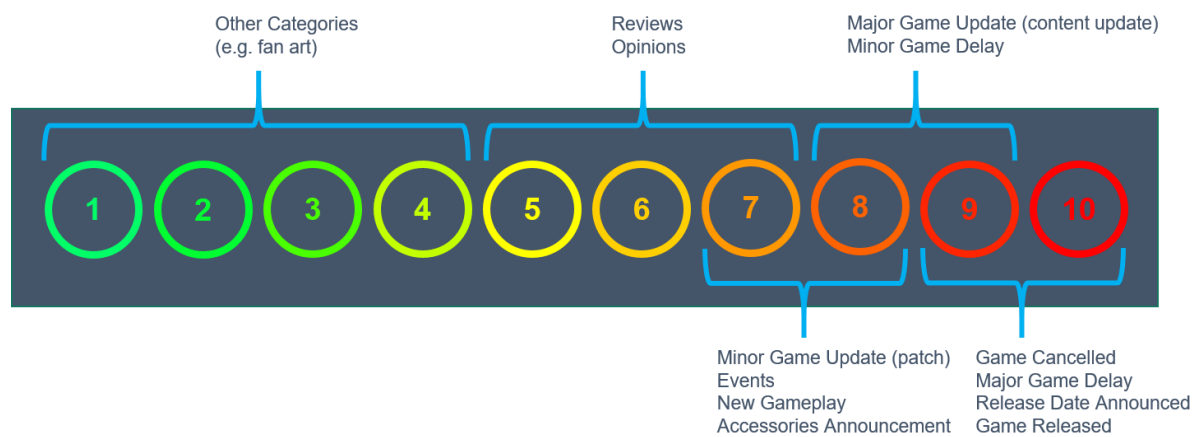 Other Categories
(e.g. fan art)
Reviews
Opinions
Major Game Update (content update)
Minor Game Delay
1
2
3
4
5
6
7
8
9
10
Minor Game Update (patch)
Events
New Gameplay
Accessories Announcement
Game Cancelled
Major Game Delay
Release Date Announced
Game Released